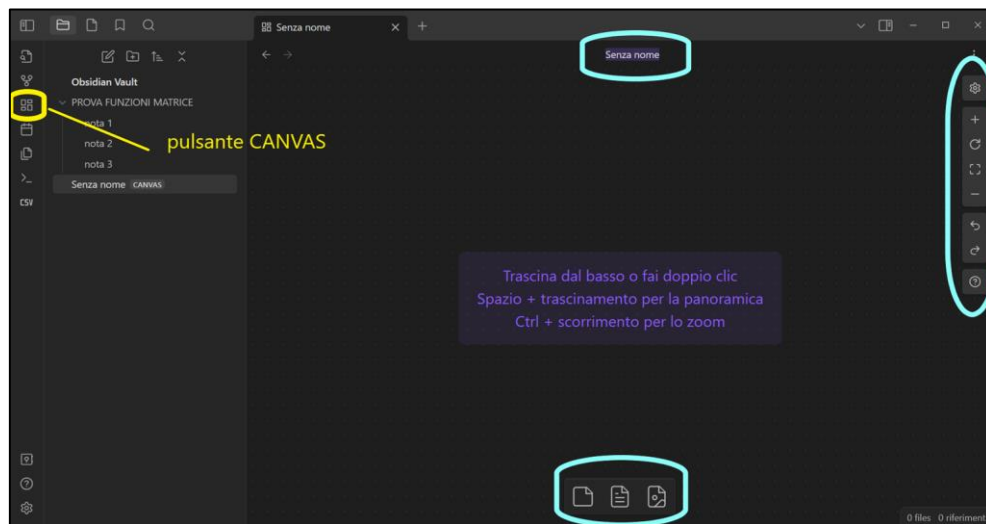 Senza nome
Senza nome
Obsidian Vault
PROVA FUNZIONI MATRICE
nota 1
nota 2
nota 3
Senza nome CANVAS
CSV
pulsante CANVAS
Trascina dal basso o fai doppio clic
Spazio + trascinamento per la panoramica
Ctrl + scorrimento per lo zoom
0 files 0 riferiment